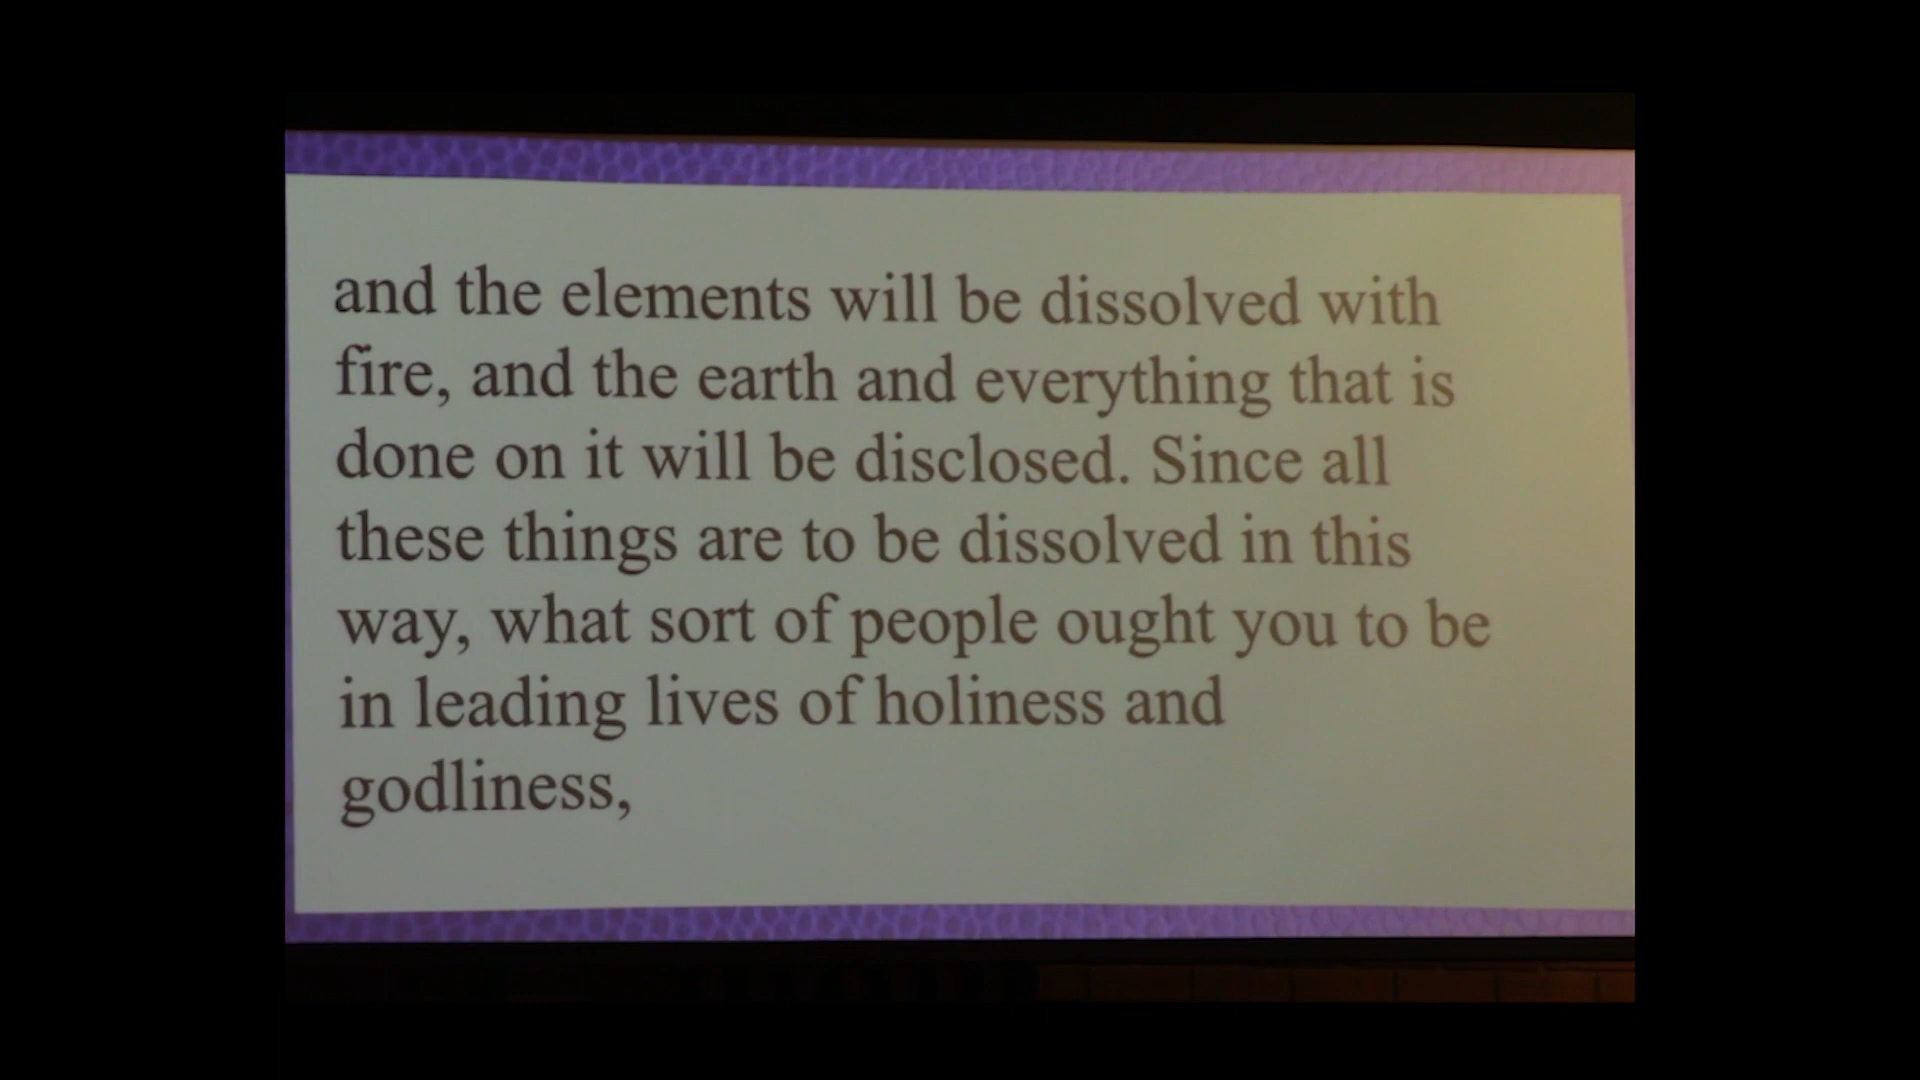 and the elements will be dissolved with
fire, and the earth and everything that is
done on it will be disclosed. Since all
these things are to be dissolved in this
way, what sort of people ought you to be
in leading lives of holiness and
godliness,